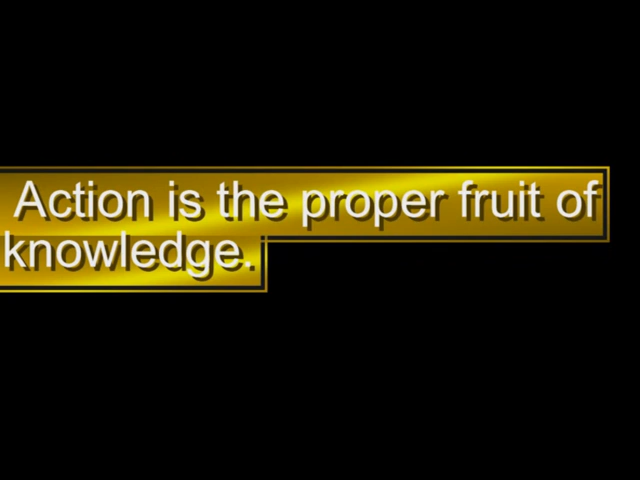 Action is the proper fruit of
knowledge.